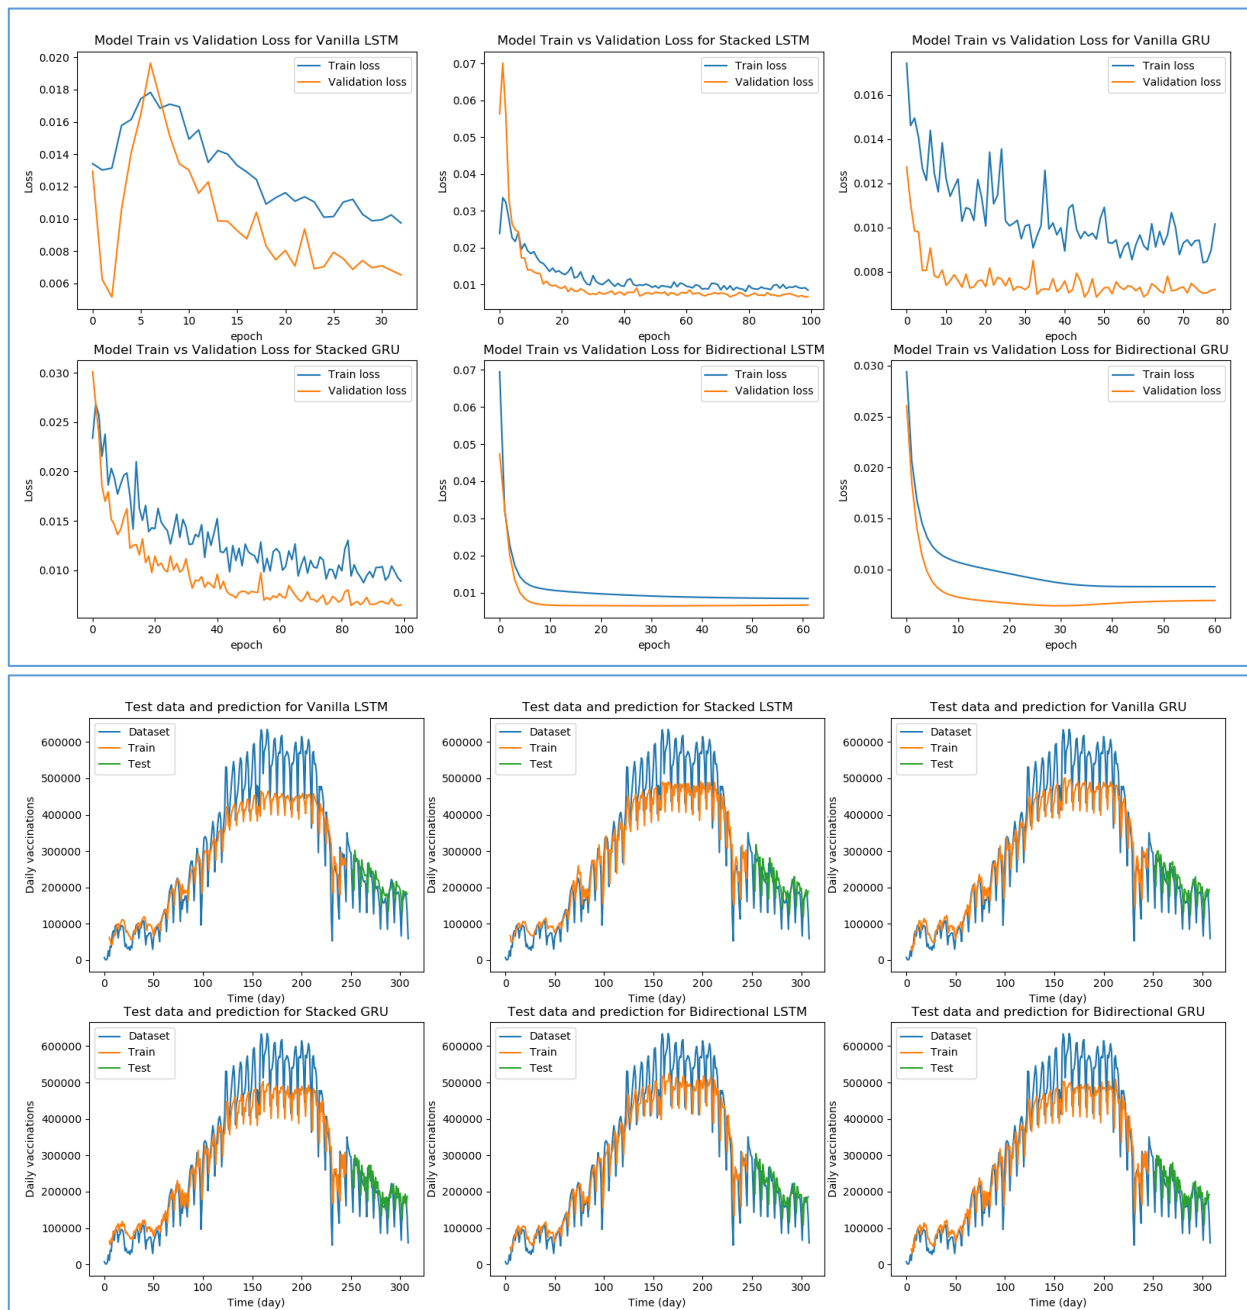 Model Train vs Validation Loss for Vanilla LSTM
Loss
0.020
0.018
0.016
0.014
0.012
0.010
0.008
0.006
Train loss
Validation loss
0 5 10 15 20 25 30
epoch
Model Train vs Validation Loss for Stacked LSTM
Loss
0.07
0.06
0.05
0.04
0.03
0.02
0.01
Train loss
Validation loss
0 20 40 60 80 100
epoch
Model Train vs Validation Loss for Vanilla GRU
Loss
0.016
0.014
0.012
0.010
0.008
Train loss
Validation loss
0 10 20 30 40 50 60 70 80
epoch
Model Train vs Validation Loss for Stacked GRU
Loss
0.030
0.025
0.020
0.015
0.010
Train loss
Validation loss
0 20 40 60 80 100
epoch
Model Train vs Validation Loss for Bidirectional LSTM
Loss
0.07
0.06
0.05
0.04
0.03
0.02
0.01
Train loss
Validation loss
0 10 20 30 40 50 60
epoch
Model Train vs Validation Loss for Bidirectional GRU
Loss
0.030
0.025
0.020
0.015
0.010
Train loss
Validation loss
0 10 20 30 40 50 60
epoch
Test data and prediction for Vanilla LSTM
Daily vaccinations
600000
500000
400000
300000
200000
100000
0
Dataset
Train
Test
0 50 100 150 200 250 300
Time (day)
Test data and prediction for Stacked LSTM
Daily vaccinations
600000
500000
400000
300000
200000
100000
0
Dataset
Train
Test
0 50 100 150 200 250 300
Time (day)
Test data and prediction for Vanilla GRU
Daily vaccinations
600000
500000
400000
300000
200000
100000
0
Dataset
Train
Test
0 50 100 150 200 250 300
Time (day)
Test data and prediction for Stacked GRU
Daily vaccinations
600000
500000
400000
300000
200000
100000
0
Dataset
Train
Test
0 50 100 150 200 250 300
Time (day)
Test data and prediction for Bidirectional LSTM
Daily vaccinations
600000
500000
400000
300000
200000
100000
0
Dataset
Train
Test
0 50 100 150 200 250 300
Time (day)
Test data and prediction for Bidirectional GRU
Daily vaccinations
600000
500000
400000
300000
200000
100000
0
Dataset
Train
Test
0 50 100 150 200 250 300
Time (day)